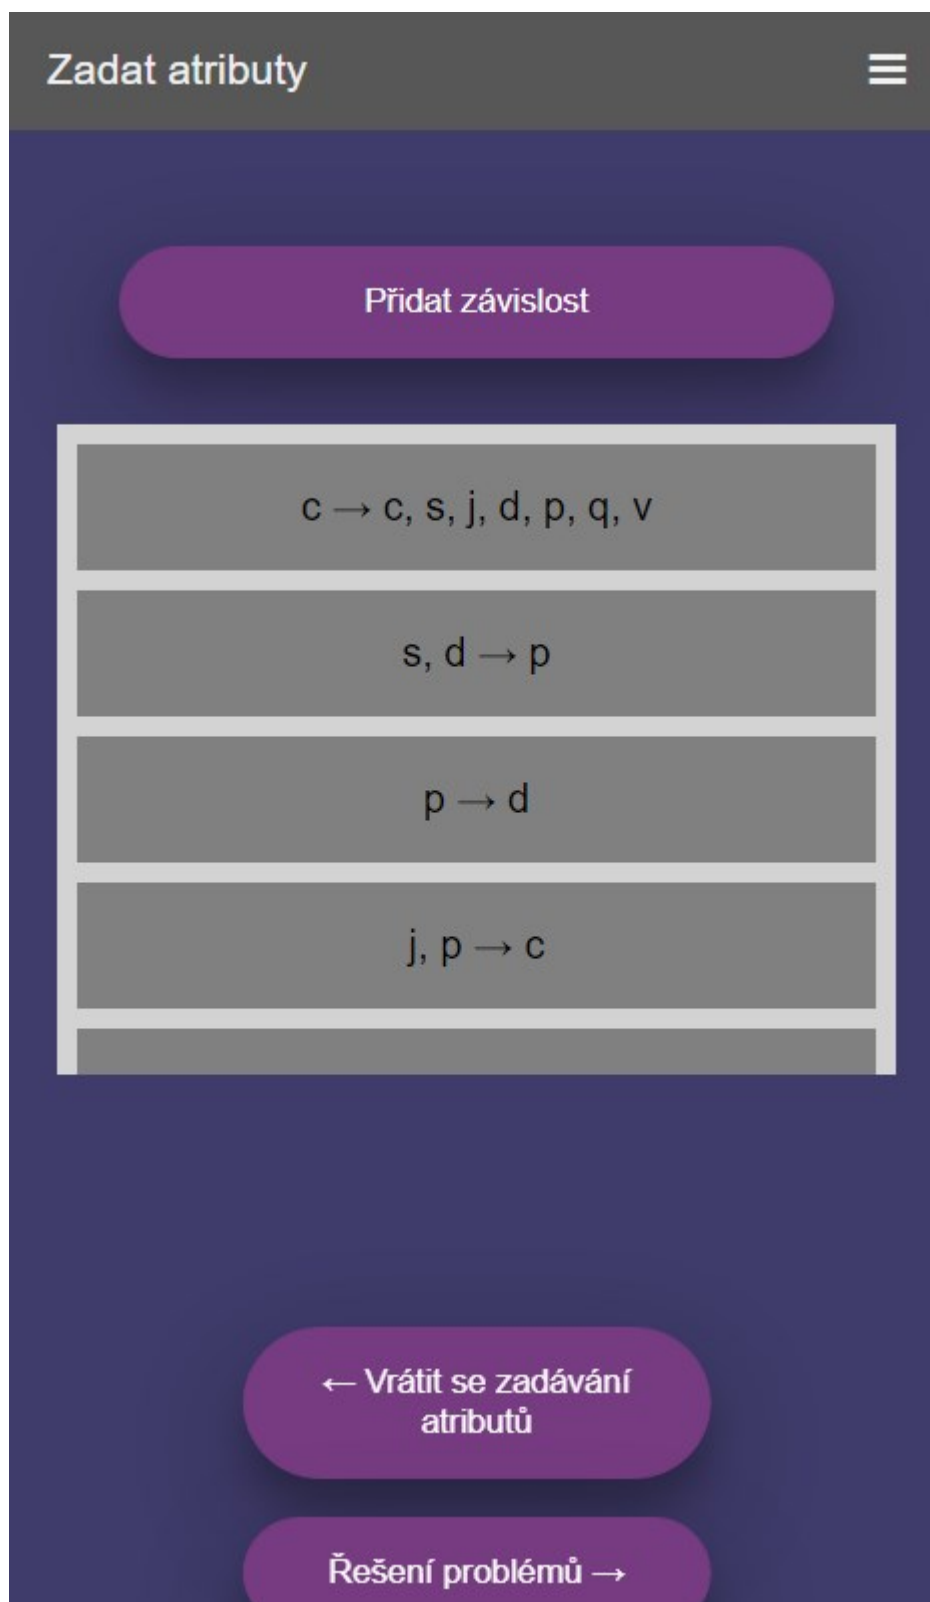 Zadat atributy
Přidat závislost
c → c, s, j, d, p, q, v
s, d → p
p → d
j, p → c
← Vrátit se zadávání
atributů
Řešení problémů →